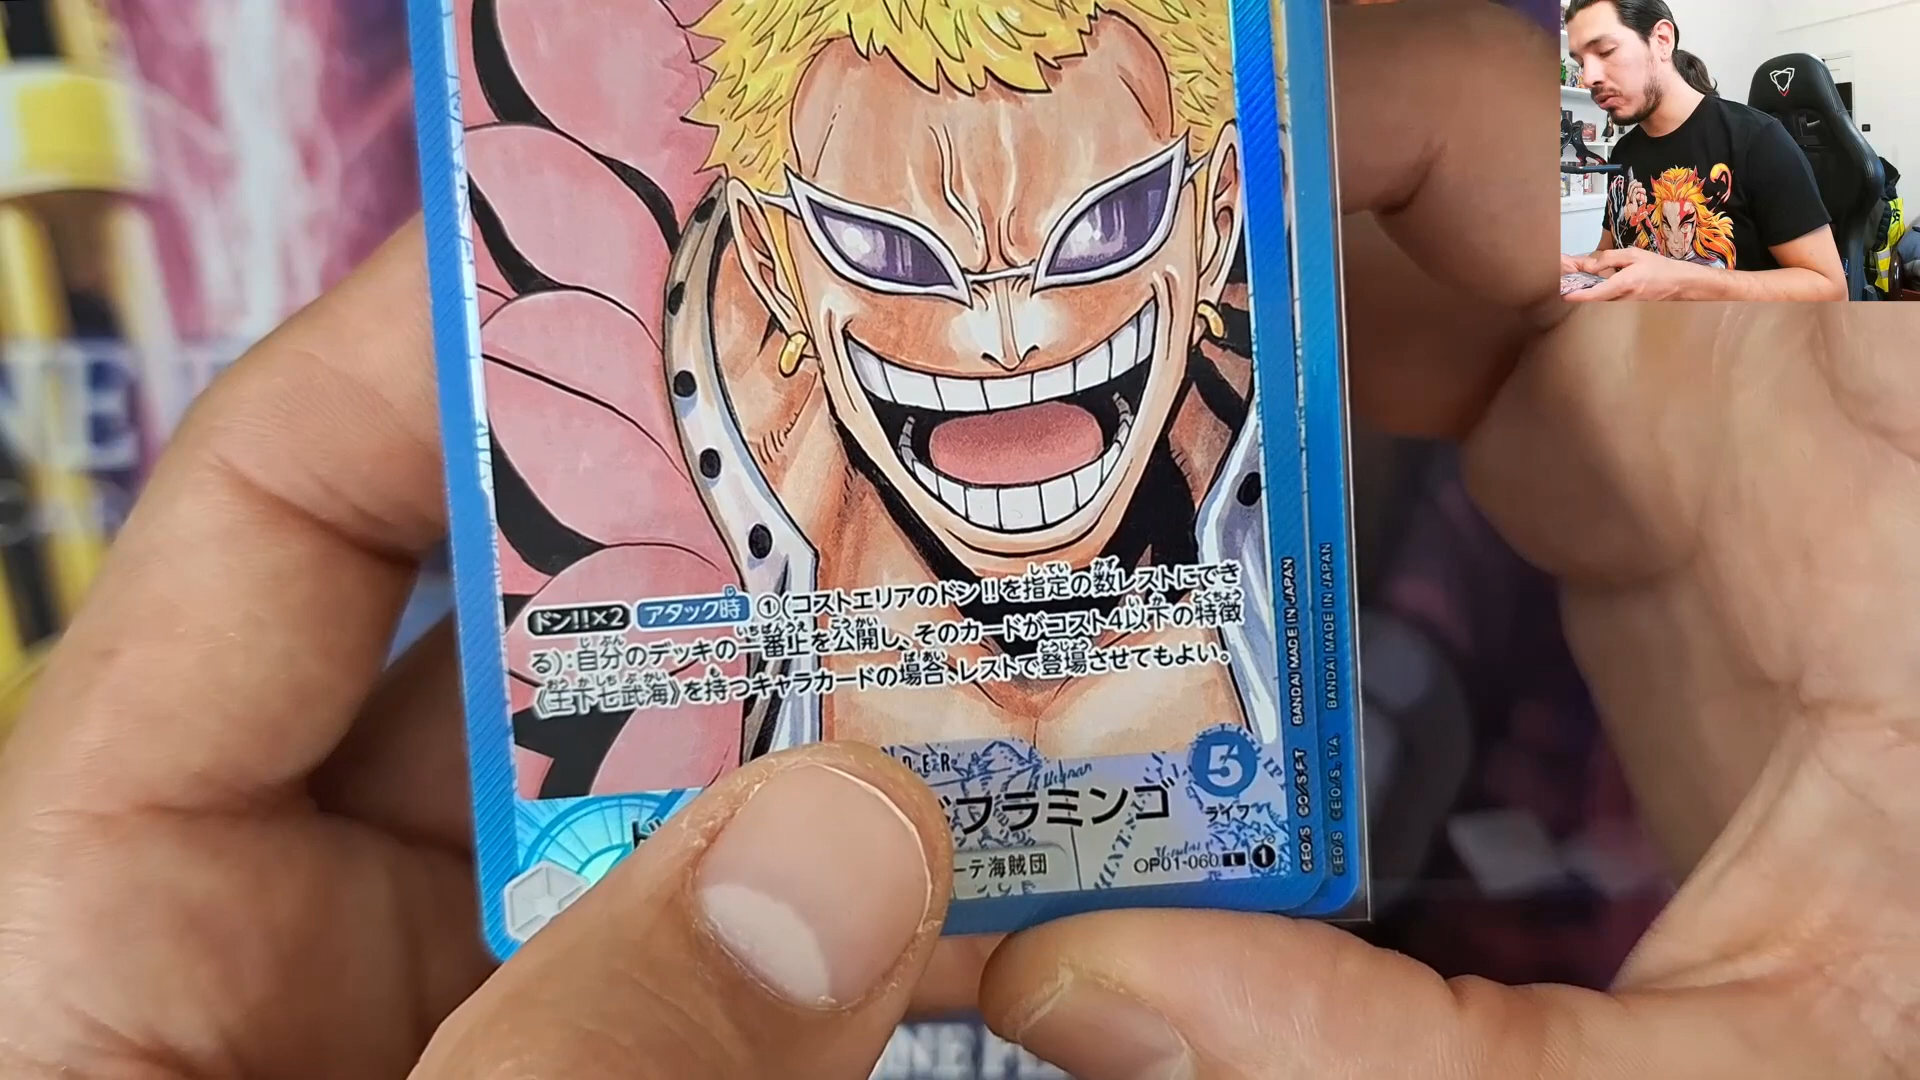 ドン!!×2 アタック時 ①(コストエリアのドン!!を指定の数レストにでき
る):自分のデッキの一番上を公開し、そのカードがコスト4以下の特徴
《王下七武海》を持つキャラカードの場合、レストで登場させてもよい。
DER
5
フラミンゴ
ライフ
ーテ海賊団
OP01-060 L 1
BANDAI MADE IN JAPAN
BANDAI MADE IN JAPAN